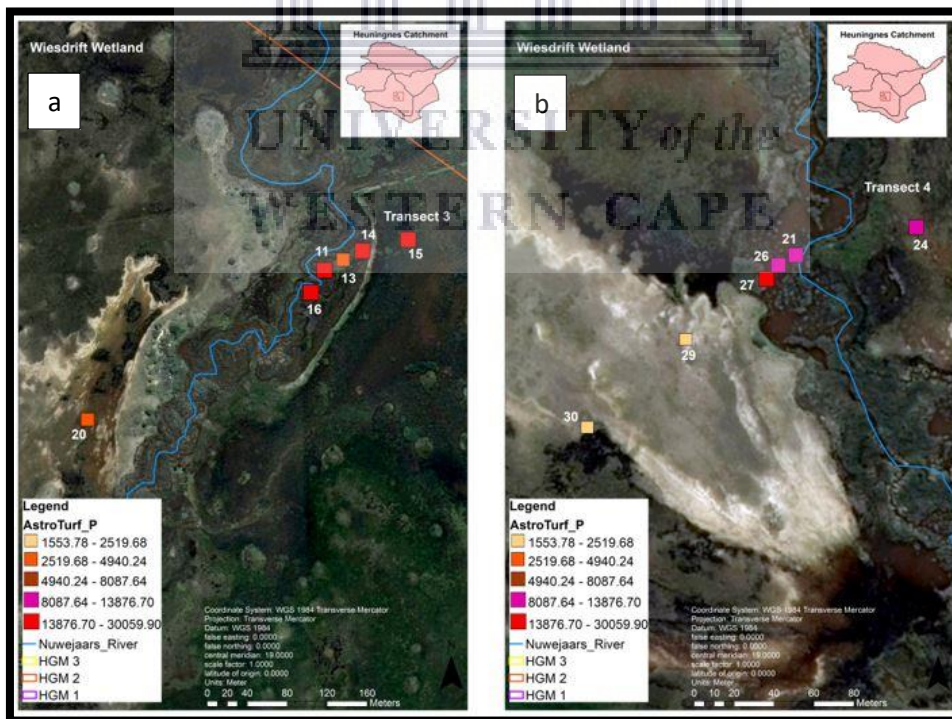 Wiesdrift Wetland
a
Heuningnes Catchment
Transect 3
11
14
15
13
16
20
Legend
AstroTurf_P
1553.78 - 2519.68
2519.68 - 4940.24
4940.24 - 8087.64
8087.64 - 13876.70
13876.70 - 30059.90
Nuwejaars_River
HGM 3
HGM 2
HGM 1
Coordinate System: WGS 1984 Transverse Mercator
Projection: Transverse Mercator
Datum: WGS 1984
false easting: 0.0000
false northing: 0.0000
central meridian: 19.0000
scale factor: 1.0000
latitude of origin: 0.0000
Units: Meter
0 20 40 80 120 160
Meters
Wiesdrift Wetland
b
Heuningnes Catchment
Transect 4
21
24
26
27
29
30
Legend
AstroTurf_P
1553.78 - 2519.68
2519.68 - 4940.24
4940.24 - 8087.64
8087.64 - 13876.70
13876.70 - 30059.90
Nuwejaars_River
HGM 3
HGM 2
HGM 1
Coordinate System: WGS 1984 Transverse Mercator
Projection: Transverse Mercator
Datum: WGS 1984
false easting: 0.0000
false northing: 0.0000
central meridian: 19.0000
scale factor: 1.0000
latitude of origin: 0.0000
Units: Meter
0 10 20 40 60 80
Meters
UNIVERSITY of the
WESTERN CAPE